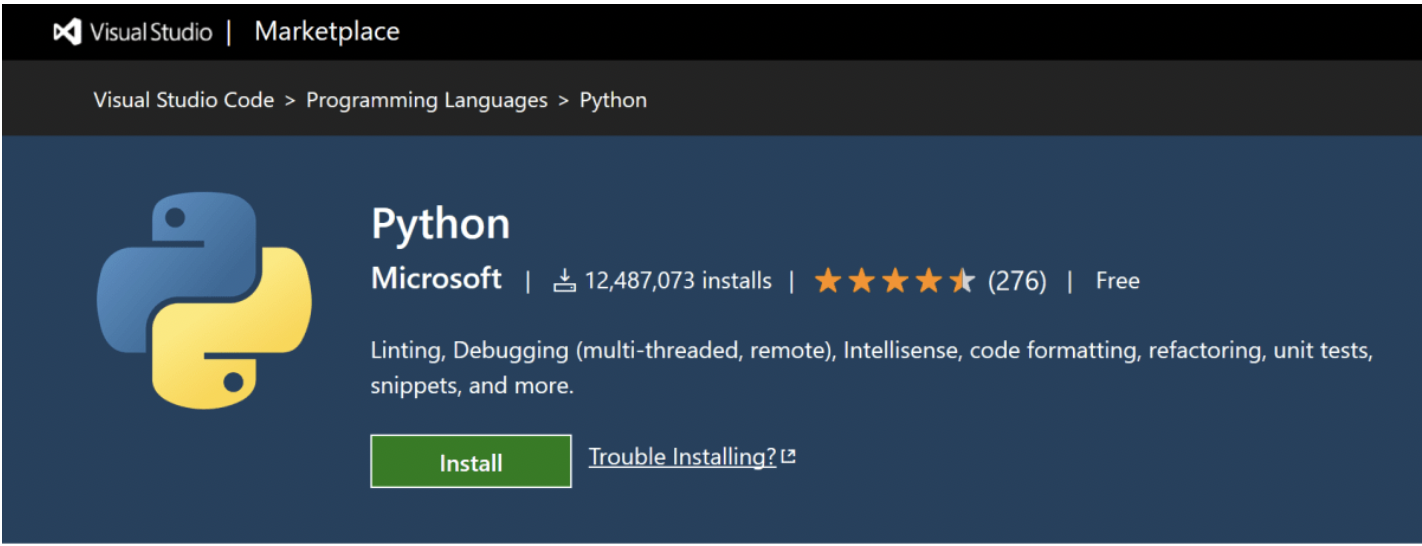 Visual Studio | Marketplace
Visual Studio Code > Programming Languages > Python
Python
Microsoft | 12,487,073 installs | (276) | Free
Linting, Debugging (multi-threaded, remote), Intellisense, code formatting, refactoring, unit tests,
snippets, and more.
Install Trouble Installing?